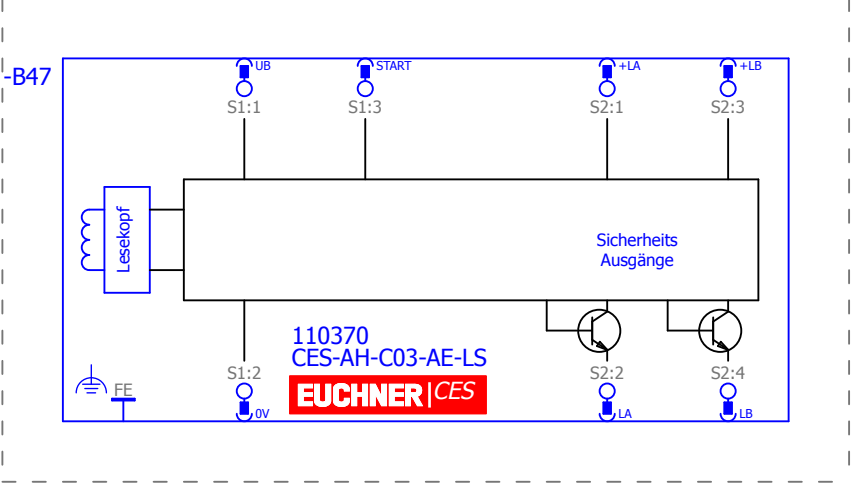 -B47
UB
START
+LA
+LB
S1:1
S1:3
S2:1
S2:3
Lesekopf
Sicherheits
Ausgänge
110370
CES-AH-C03-AE-LS
EUCHNER|CES
S1:2
S2:2
S2:4
FE
0V
LA
LB